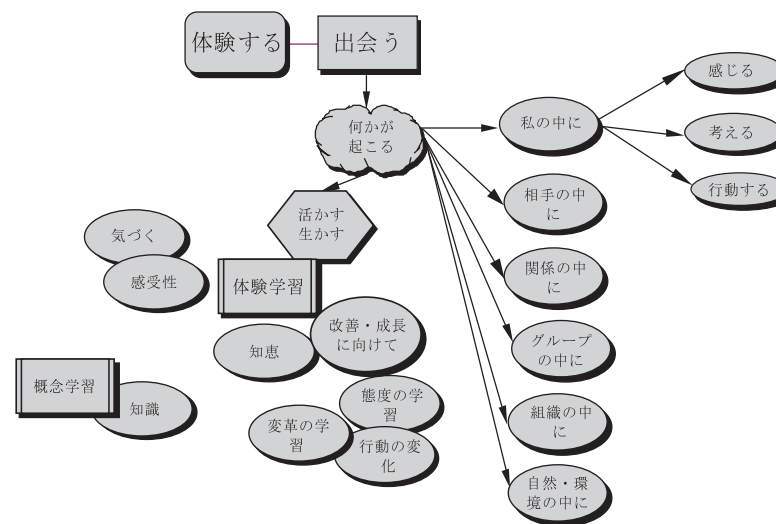 体験する
出会う
何かが
起こる
私の中に
感じる
考える
行動する
相手の中
に
関係の中
に
グループ
の中に
組織の中
に
自然・環
境の中に
活かす
生かす
気づく
感受性
体験学習
改善・成長
に向けて
知恵
概念学習
知識
態度の学
習
変革の学
習
行動の変
化